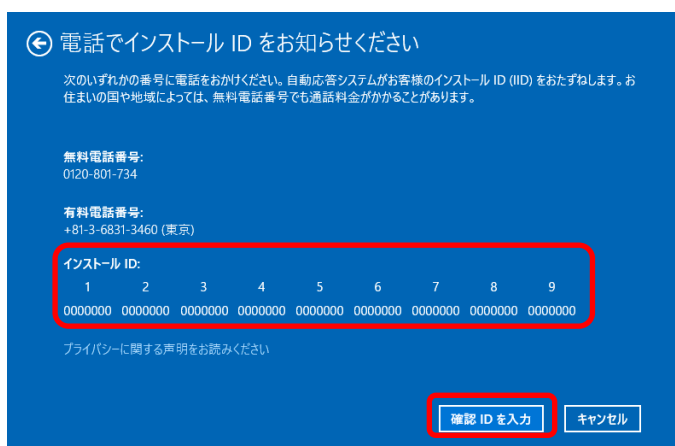 電話でインストール ID をお知らせください
次のいずれかの番号に電話をおかけください。自動応答システムがお客様のインストール ID (IID) をおたずねします。お
住まいの国や地域によっては、無料電話番号でも通話料金がかかることがあります。
無料電話番号:
0120-801-734
有料電話番号:
+81-3-6831-3460 (東京)
インストール ID:
1 2 3 4 5 6 7 8 9
0000000 0000000 0000000 0000000 0000000 0000000 0000000 0000000 0000000
プライバシーに関する声明をお読みください
確認 ID を入力 キャンセル